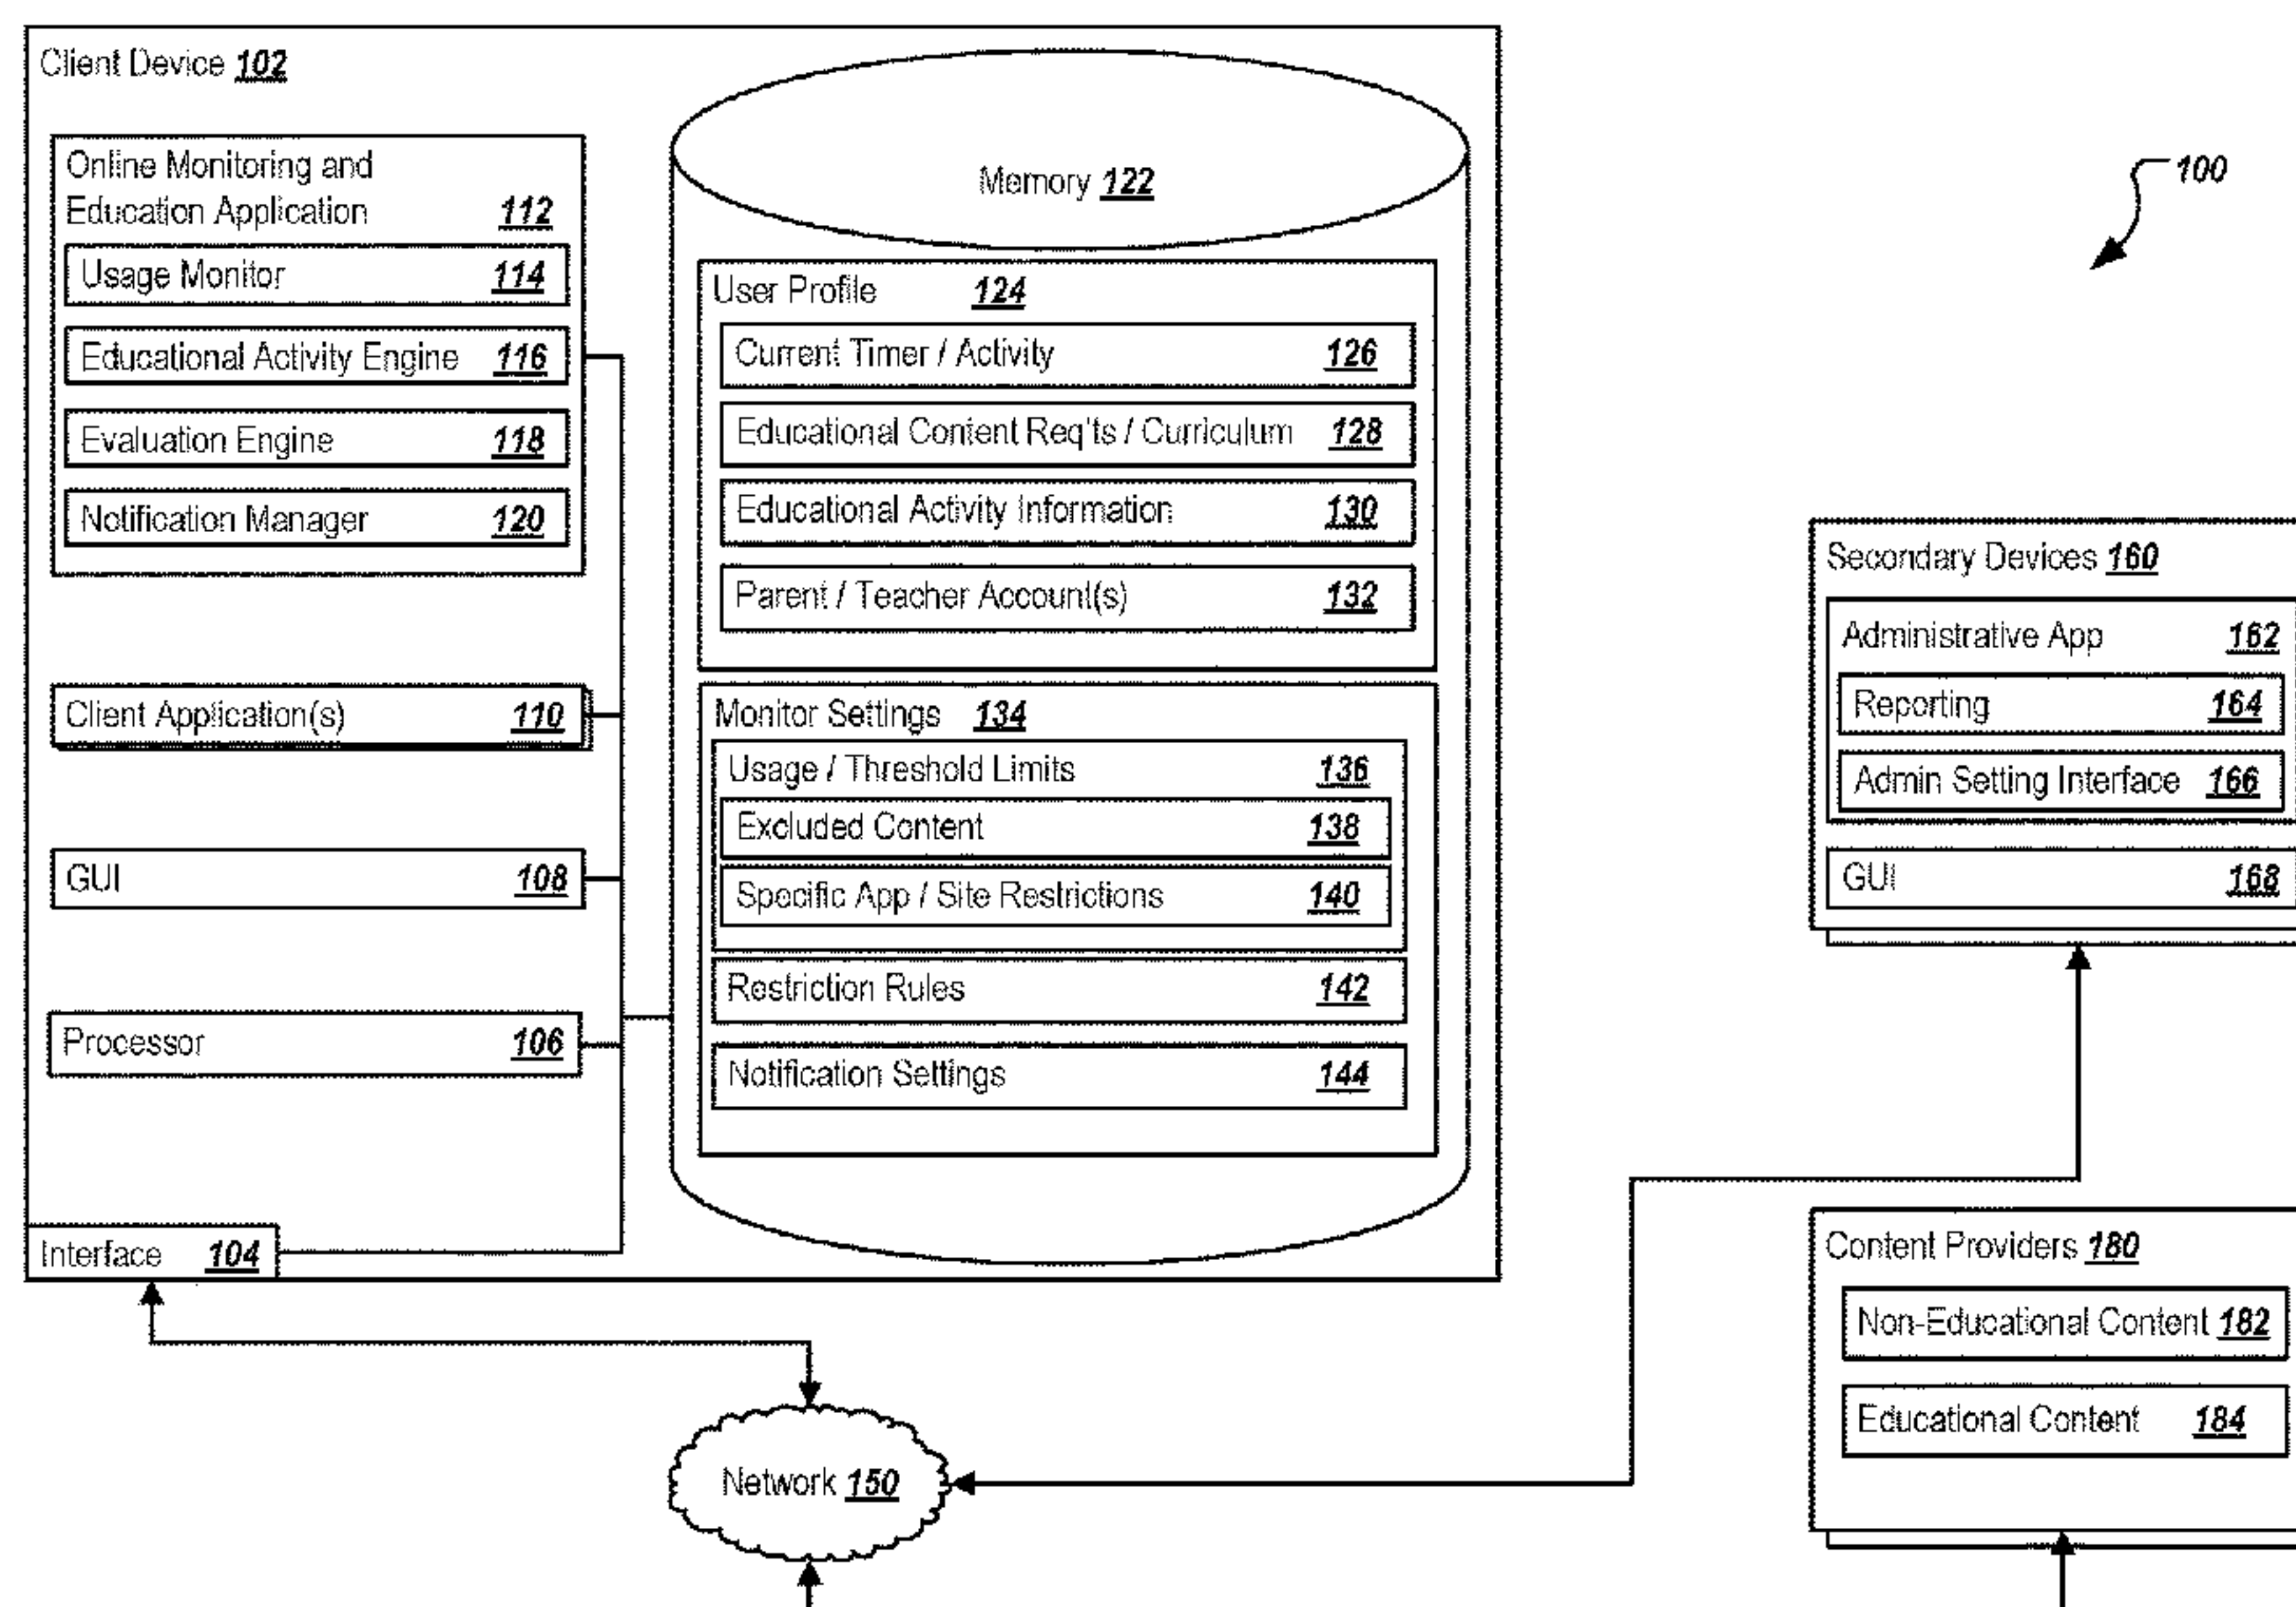 Client Device 102
Online Monitoring and
Education Application 112
Usage Monitor 114
Educational Activity Engine 116
Evaluation Engine 118
Notification Manager 120
Client Application(s) 110
GUI 108
Processor 106
Interface 104
Memory 122
User Profile 124
Current Timer / Activity 126
Educational Content Req'ts / Curriculum 128
Educational Activity Information 130
Parent / Teacher Account(s) 132
Monitor Settings 134
Usage / Threshold Limits 136
Excluded Content 138
Specific App / Site Restrictions 140
Restriction Rules 142
Notification Settings 144
Network 150
100
Secondary Devices 160
Administrative App 162
Reporting 164
Admin Setting Interface 166
GUI 168
Content Providers 180
Non-Educational Content 182
Educational Content 184